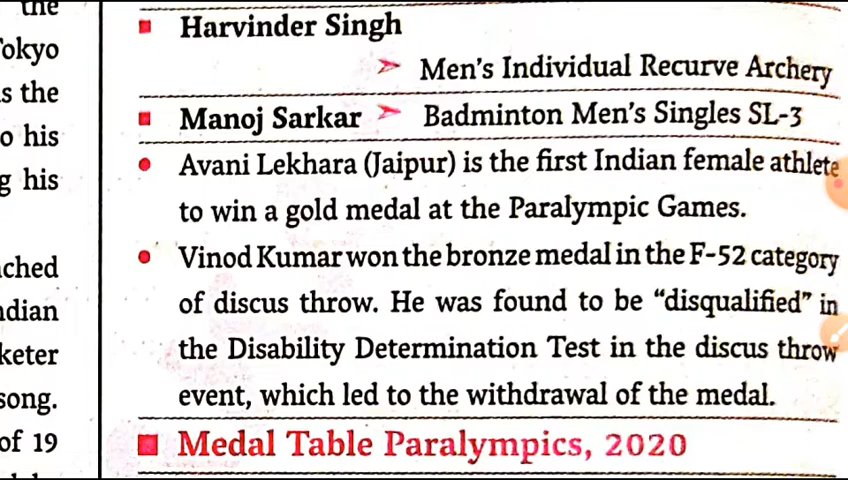 the
Tokyo
s the
o his
g his
ached
ndian
keter
song.
of 19
Harvinder Singh
Men's Individual Recurve Archery
Manoj Sarkar Badminton Men's Singles SL-3
Avani Lekhara (Jaipur) is the first Indian female athlete
to win a gold medal at the Paralympic Games.
Vinod Kumar won the bronze medal in the F-52 category
of discus throw. He was found to be "disqualified" in
the Disability Determination Test in the discus throw
event, which led to the withdrawal of the medal.
Medal Table Paralympics, 2020